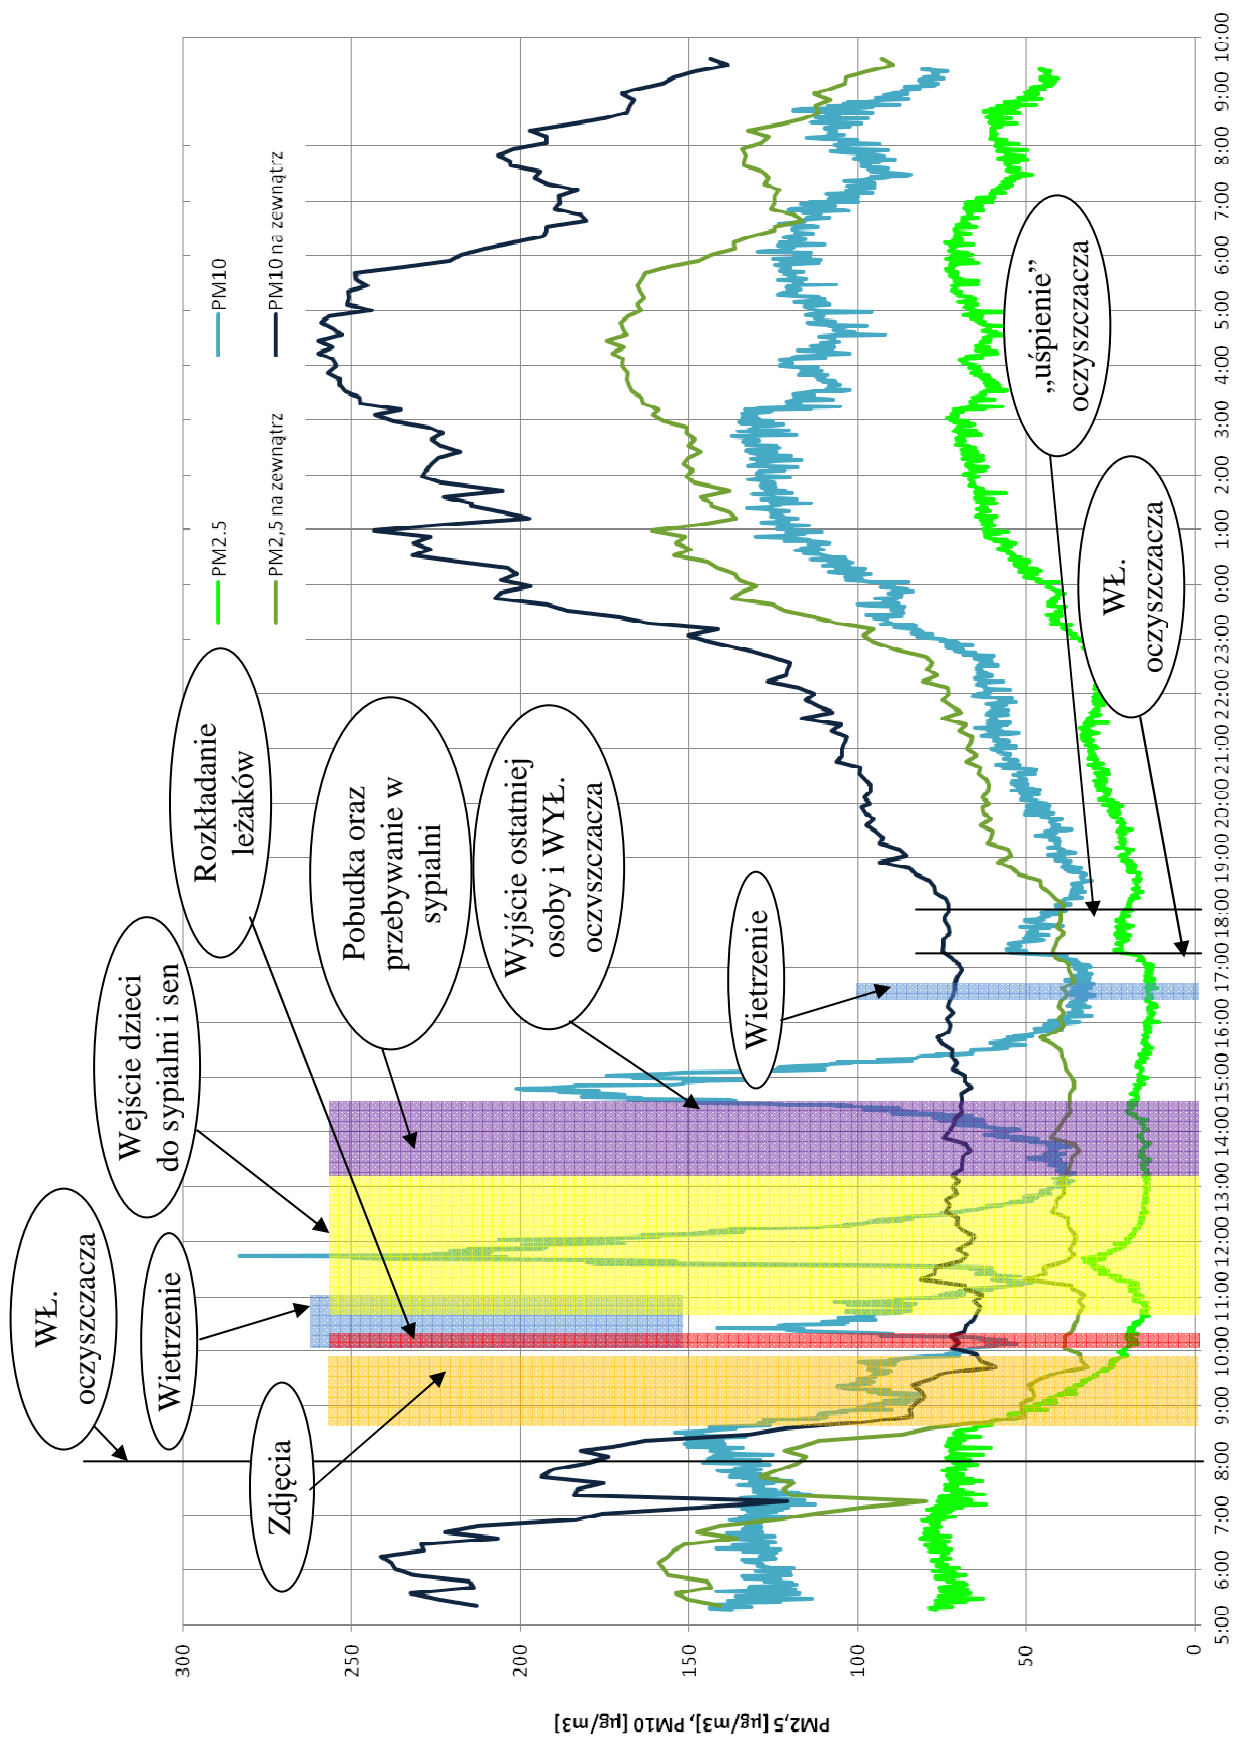 WŁ.
oczyszczacza
Wietrzenie
Zdjęcia
Wejście dzieci
do sypialni i sen
Rozkładanie
leżaków
Pobudka oraz
przebywanie w
sypialni
Wyjście ostatniej
osoby i WYŁ.
oczyszczacza
Wietrzenie
PM2.5
PM10
PM2,5 na zewnątrz
PM10 na zewnątrz
„uśpienie”
oczyszczacza
WŁ.
oczyszczacza
PM2,5 [µg/m3], PM10 [µg/m3]
300
250
200
150
100
50
0
5:00 6:00 7:00 8:00 9:00 10:00 11:00 12:00 13:00 14:00 15:00 16:00 17:00 18:00 19:00 20:00 21:00 22:00 23:00 0:00 1:00 2:00 3:00 4:00 5:00 6:00 7:00 8:00 9:00 10:00